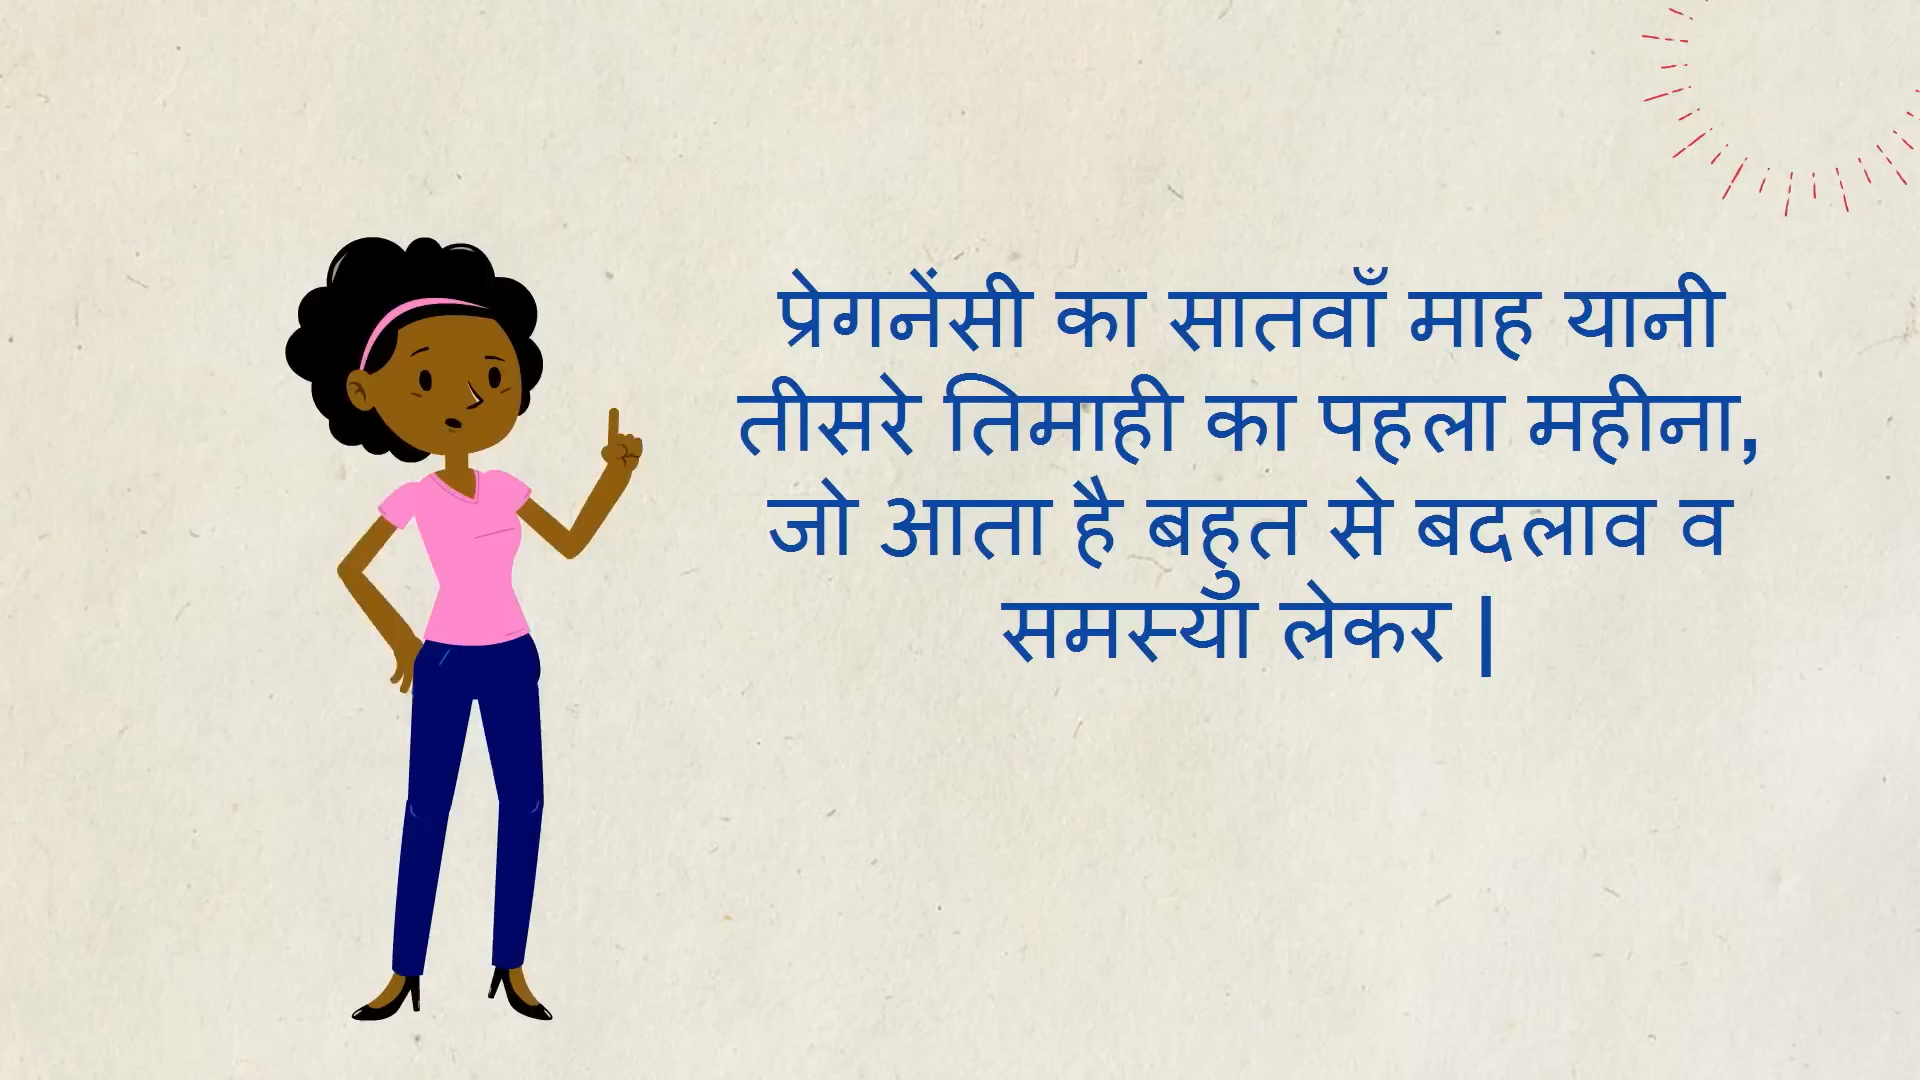 प्रेगनेंसी का सातवाँ माह यानी
तीसरे तिमाही का पहला महीना,
जो आता है बहुत से बदलाव व
समस्या लेकर |